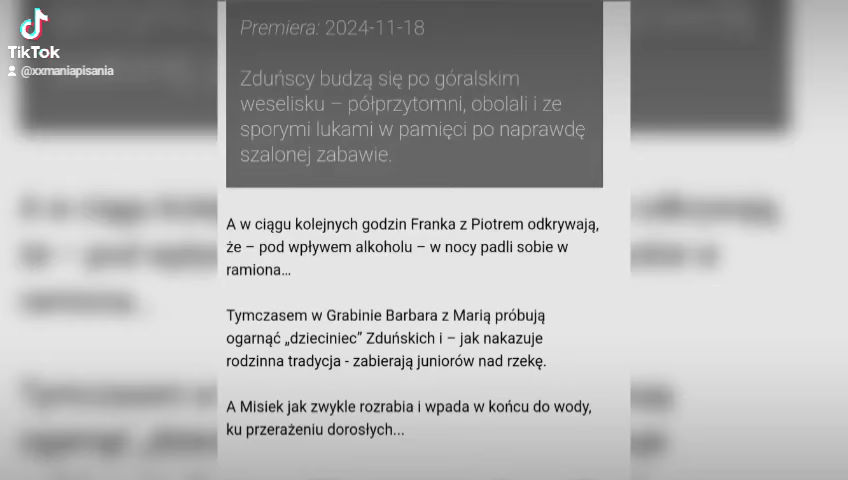 TikTok
@xxmaniapisania
Premiera: 2024-11-18
Zduńscy budzą się po góralskim
weselisku – półprzytomni, obolali i ze
sporymi lukami w pamięci po naprawdę
szalonej zabawie.
A w ciągu kolejnych godzin Franka z Piotrem odkrywają,
że – pod wpływem alkoholu – w nocy padli sobie w
ramiona…
Tymczasem w Grabinie Barbara z Marią próbują
ogarnąć „dzieciniec” Zduńskich i – jak nakazuje
rodzinna tradycja - zabierają juniorów nad rzekę.
A Misiek jak zwykle rozrabia i wpada w końcu do wody,
ku przerażeniu dorosłych...